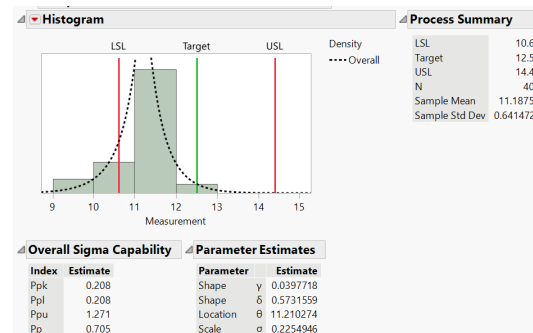 Histogram
LSL Target USL
Density
Overall
9 10 11 12 13 14 15
Measurement
Process Summary
LSL 10.6
Target 12.5
USL 14.4
N 40
Sample Mean 11.1875
Sample Std Dev 0.641472
Overall Sigma Capability
Index Estimate
Ppk 0.208
Ppl 0.208
Ppu 1.271
Pp 0.705
Parameter Estimates
Parameter Estimate
Shape γ 0.0397718
Shape δ 0.5731559
Location θ 11.210274
Scale σ 0.2254946